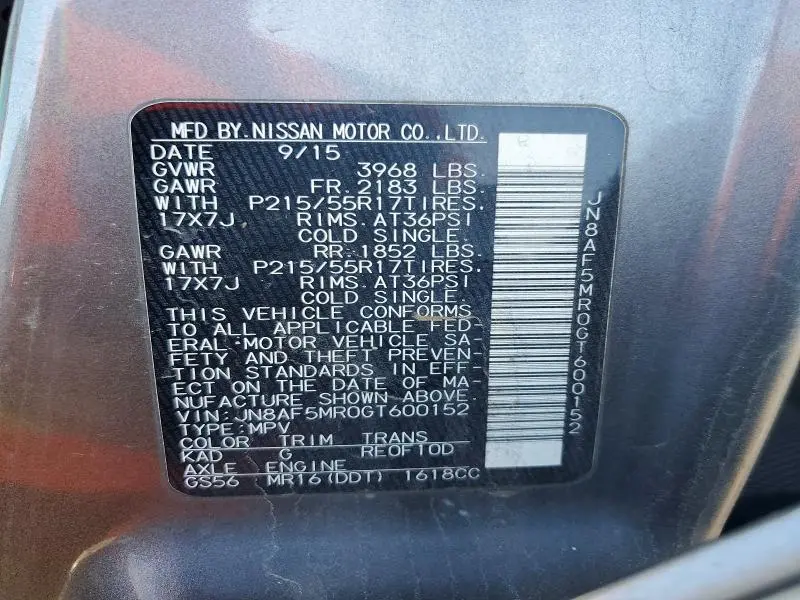 MFD BY. NISSAN MOTOR CO.,LTD.
DATE 9/15
GVWR 3968 LBS.
GAWR FR. 2183 LBS.
WITH P215/55R17TIRES.
17X7J RIMS. AT36PSI
COLD SINGLE.
GAWR RR. 1852 LBS.
WITH P215/55R17TIRES.
17X7J RIMS. AT36PSI
COLD SINGLE.
THIS VEHICLE CONFORMS
TO ALL APPLICABLE FED-
ERAL MOTOR VEHICLE SA-
FETY AND THEFT PREVEN-
TION STANDARDS IN EFF-
ECT ON THE DATE OF MA-
NUFACTURE SHOWN ABOVE.
VIN: JN8AF5MR0GT600152
TYPE: MPV
COLOR TRIM TRANS
KAD G RE0F10D
AXLE ENGINE
GS56 MR16(DDT) 1618CC
JN8AF5MR0GT600152